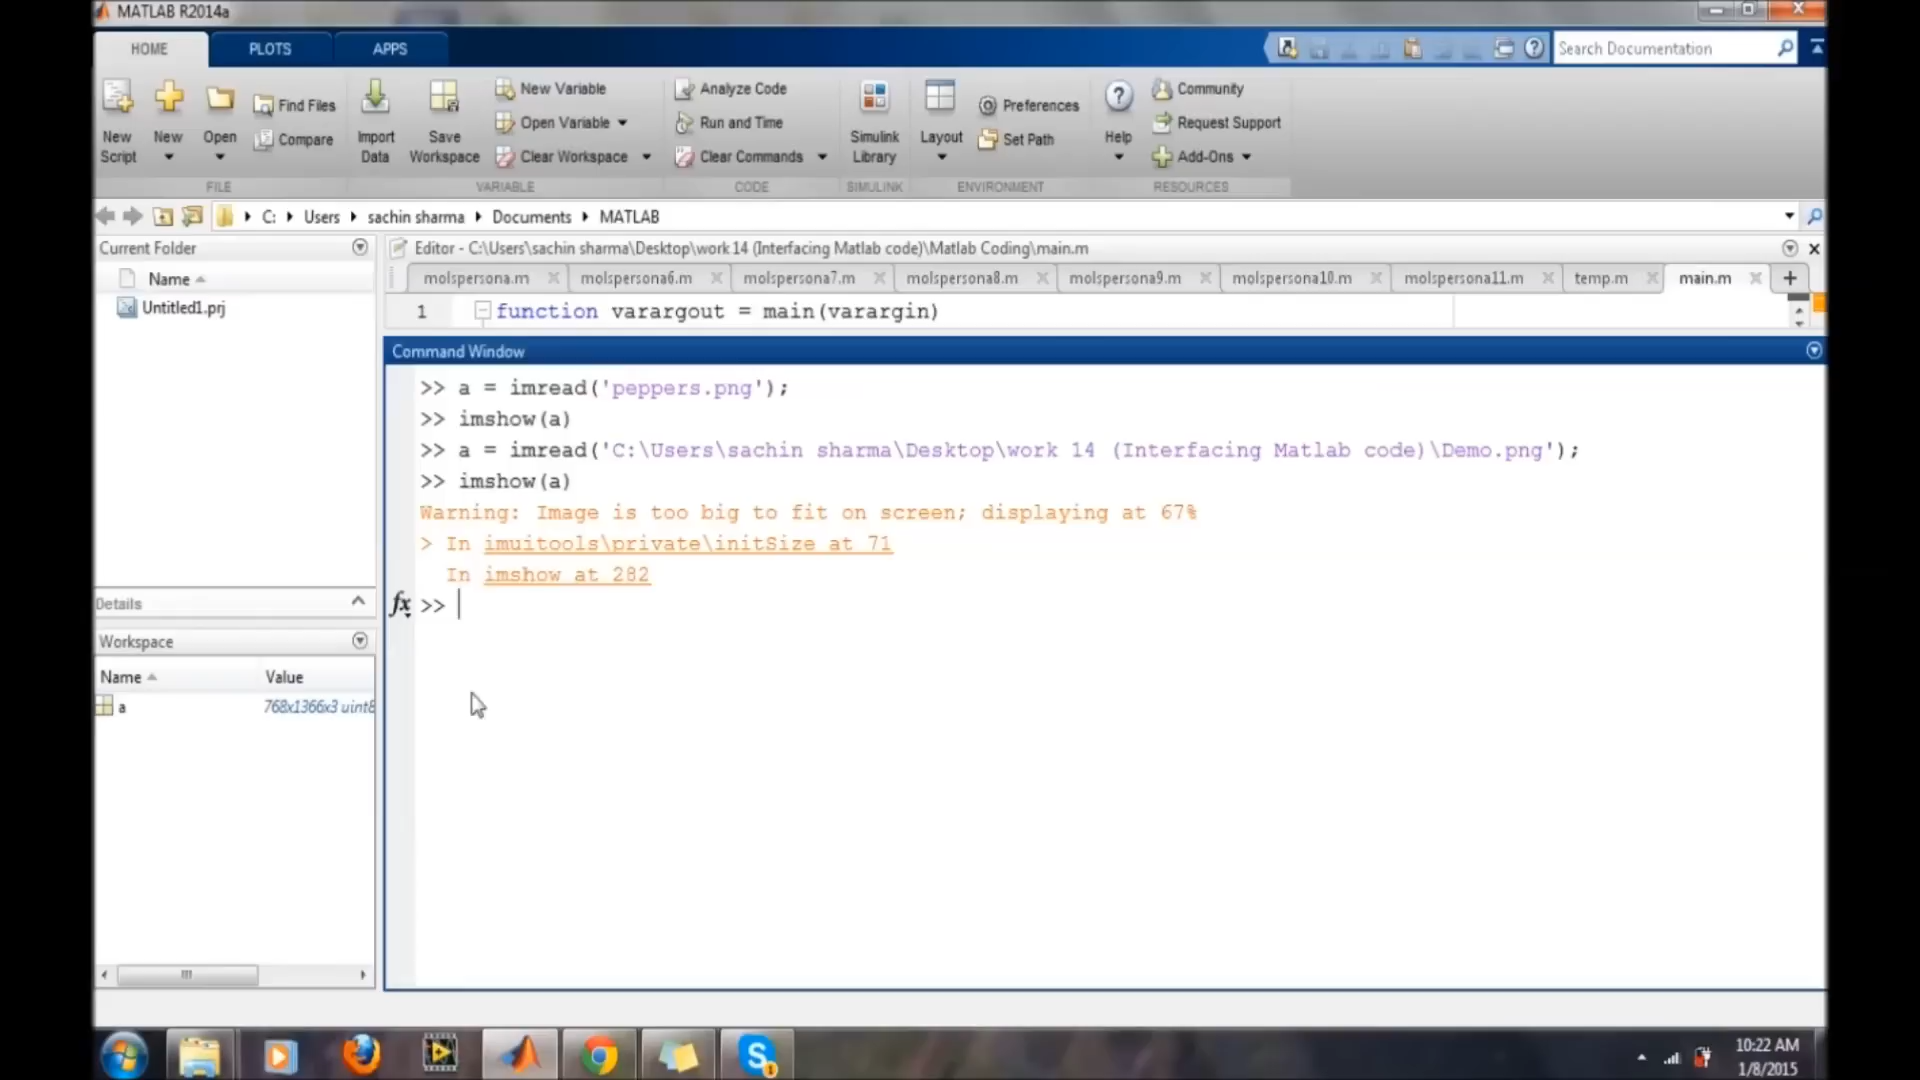 MATLAB R2014a
HOME PLOTS APPS
Search Documentation
New Script
New
Open
Find Files
Compare
Import Data
Save Workspace
New Variable
Open Variable
Clear Workspace
Analyze Code
Run and Time
Clear Commands
Simulink Library
Layout
Preferences
Set Path
Help
Community
Request Support
Add-Ons
FILE VARIABLE CODE SIMULINK ENVIRONMENT RESOURCES
C: Users sachin sharma Documents MATLAB
Current Folder
Name
Untitled1.prj
Details
Workspace
Name Value
a 768x1366x3 uint8
Editor - C:\Users\sachin sharma\Desktop\work 14 (Interfacing Matlab code)\Matlab Coding\main.m
molspersona.m molspersona6.m molspersona7.m molspersona8.m molspersona9.m molspersona10.m molspersona11.m temp.m main.m
1 function varargout = main(varargin)
Command Window
>> a = imread('peppers.png');
>> imshow(a)
>> a = imread('C:\Users\sachin sharma\Desktop\work 14 (Interfacing Matlab code)\Demo.png');
>> imshow(a)
Warning: Image is too big to fit on screen; displaying at 67%
> In imuitools\private\initSize at 71
In imshow at 282
fx >>
10:22 AM
1/8/2015